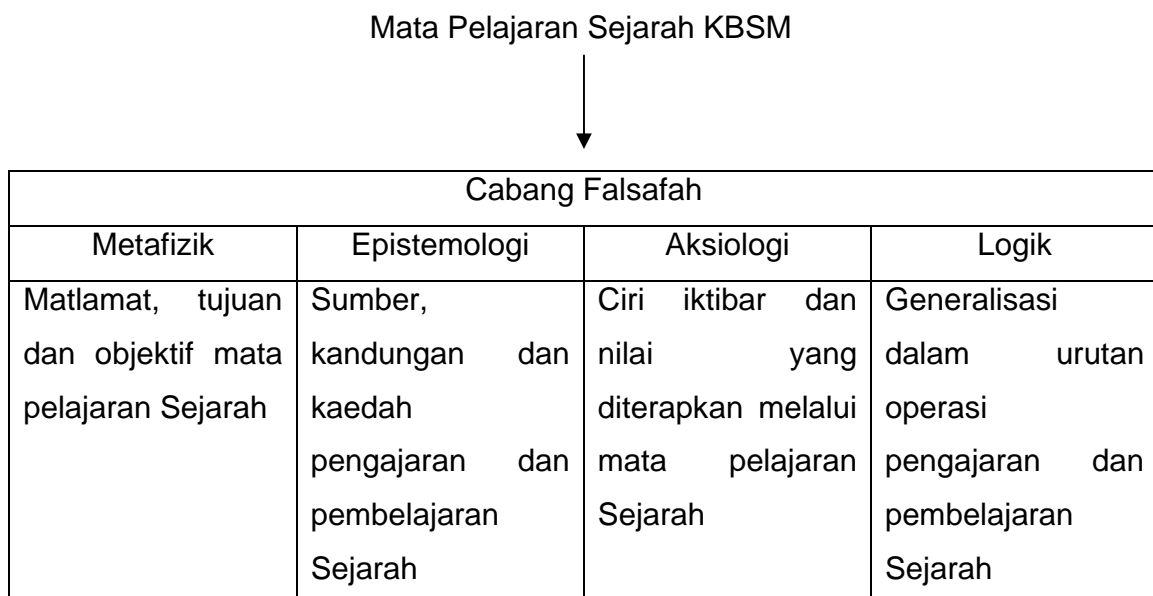 Mata Pelajaran Sejarah KBSM
Cabang Falsafah
Metafizik
Epistemologi
Aksiologi
Logik
Matlamat, tujuan
dan objektif mata
pelajaran Sejarah
Sumber,
kandungan dan
kaedah
pengajaran dan
pembelajaran
Sejarah
Ciri iktibar dan
nilai yang
diterapkan melalui
mata pelajaran
Sejarah
Generalisasi
dalam urutan
operasi
pengajaran dan
pembelajaran
Sejarah